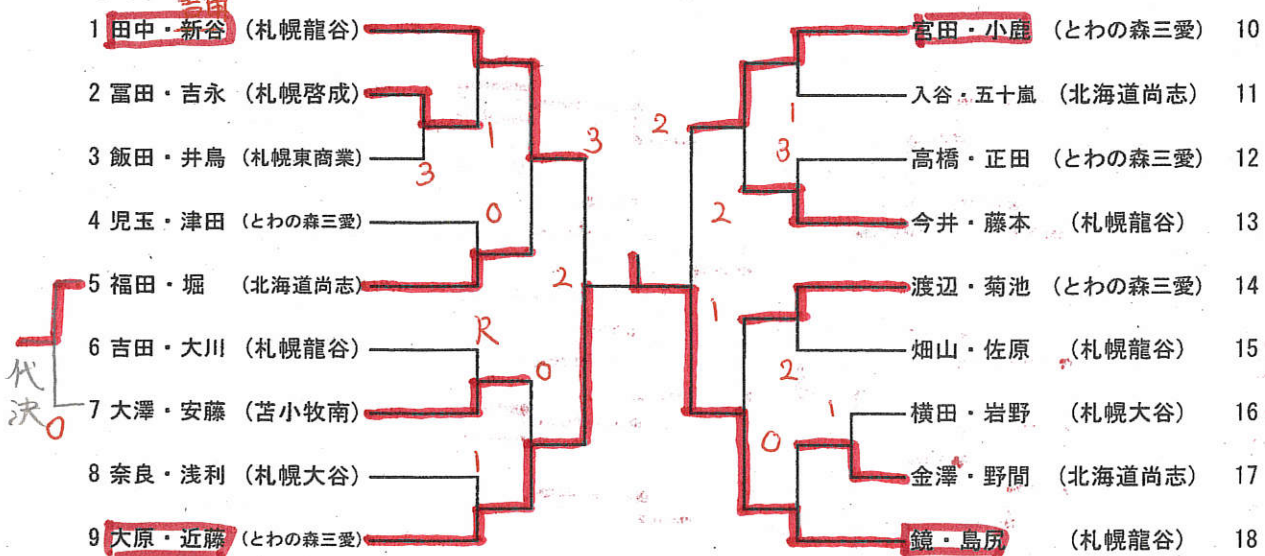 吉田
1 田中・新谷 (札幌龍谷)
2 冨田・吉永 (札幌啓成)
3 飯田・井鳥 (札幌東商業)
4 児玉・津田 (とわの森三愛)
5 福田・堀 (北海道尚志)
6 吉田・大川 (札幌龍谷)
7 大澤・安藤 (苫小牧南)
8 奈良・浅利 (札幌大谷)
9 大原・近藤 (とわの森三愛)
代決
0
3
1
0
R
0
1
3
2
宮田・小鹿 (とわの森三愛) 10
入谷・五十嵐 (北海道尚志) 11
高橋・正田 (とわの森三愛) 12
今井・藤本 (札幌龍谷) 13
渡辺・菊池 (とわの森三愛) 14
畑山・佐原 (札幌龍谷) 15
横田・岩野 (札幌大谷) 16
金澤・野間 (北海道尚志) 17
鏡・島尻 (札幌龍谷) 18
2
1
3
2
1
2
1
0